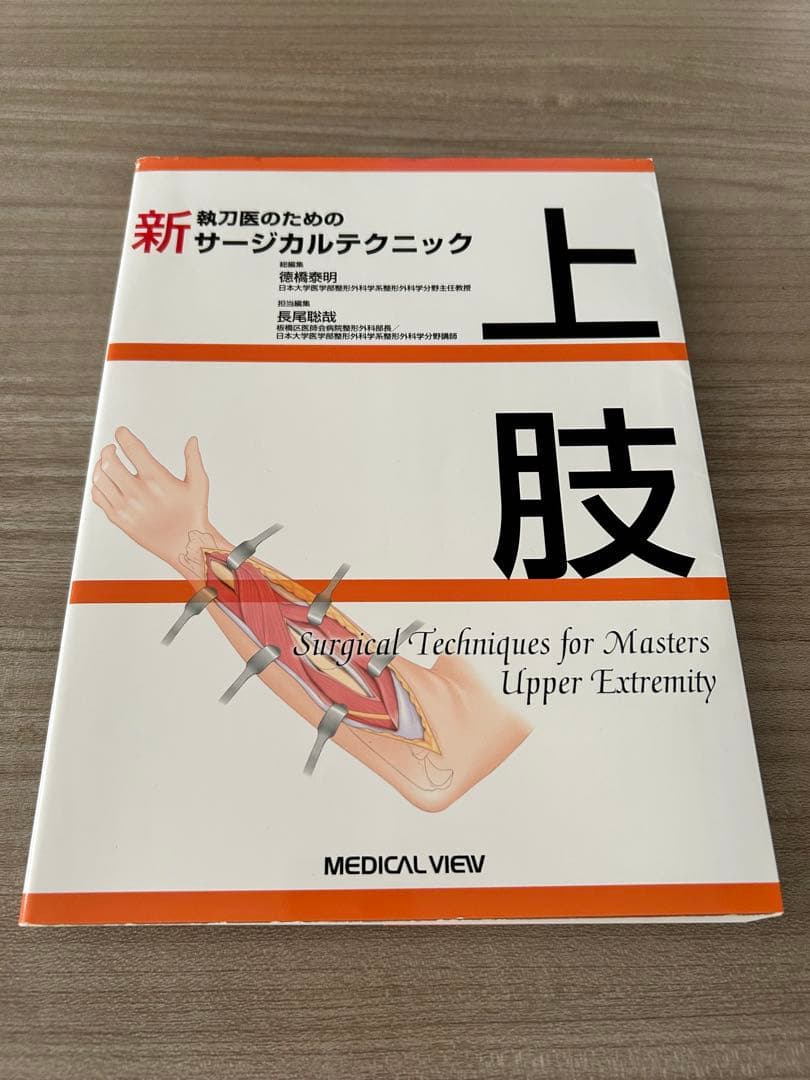 新 執刀医のための
サージカルテクニック
総編集
徳橋泰明
日本大学医学部整形外科学系整形外科学分野主任教授
担当編集
長尾聡哉
板橋区医師会病院整形外科部長/
日本大学医学部整形外科学系整形外科学分野講師
上
肢
Surgical Techniques for Masters
Upper Extremity
MEDICAL VIEW